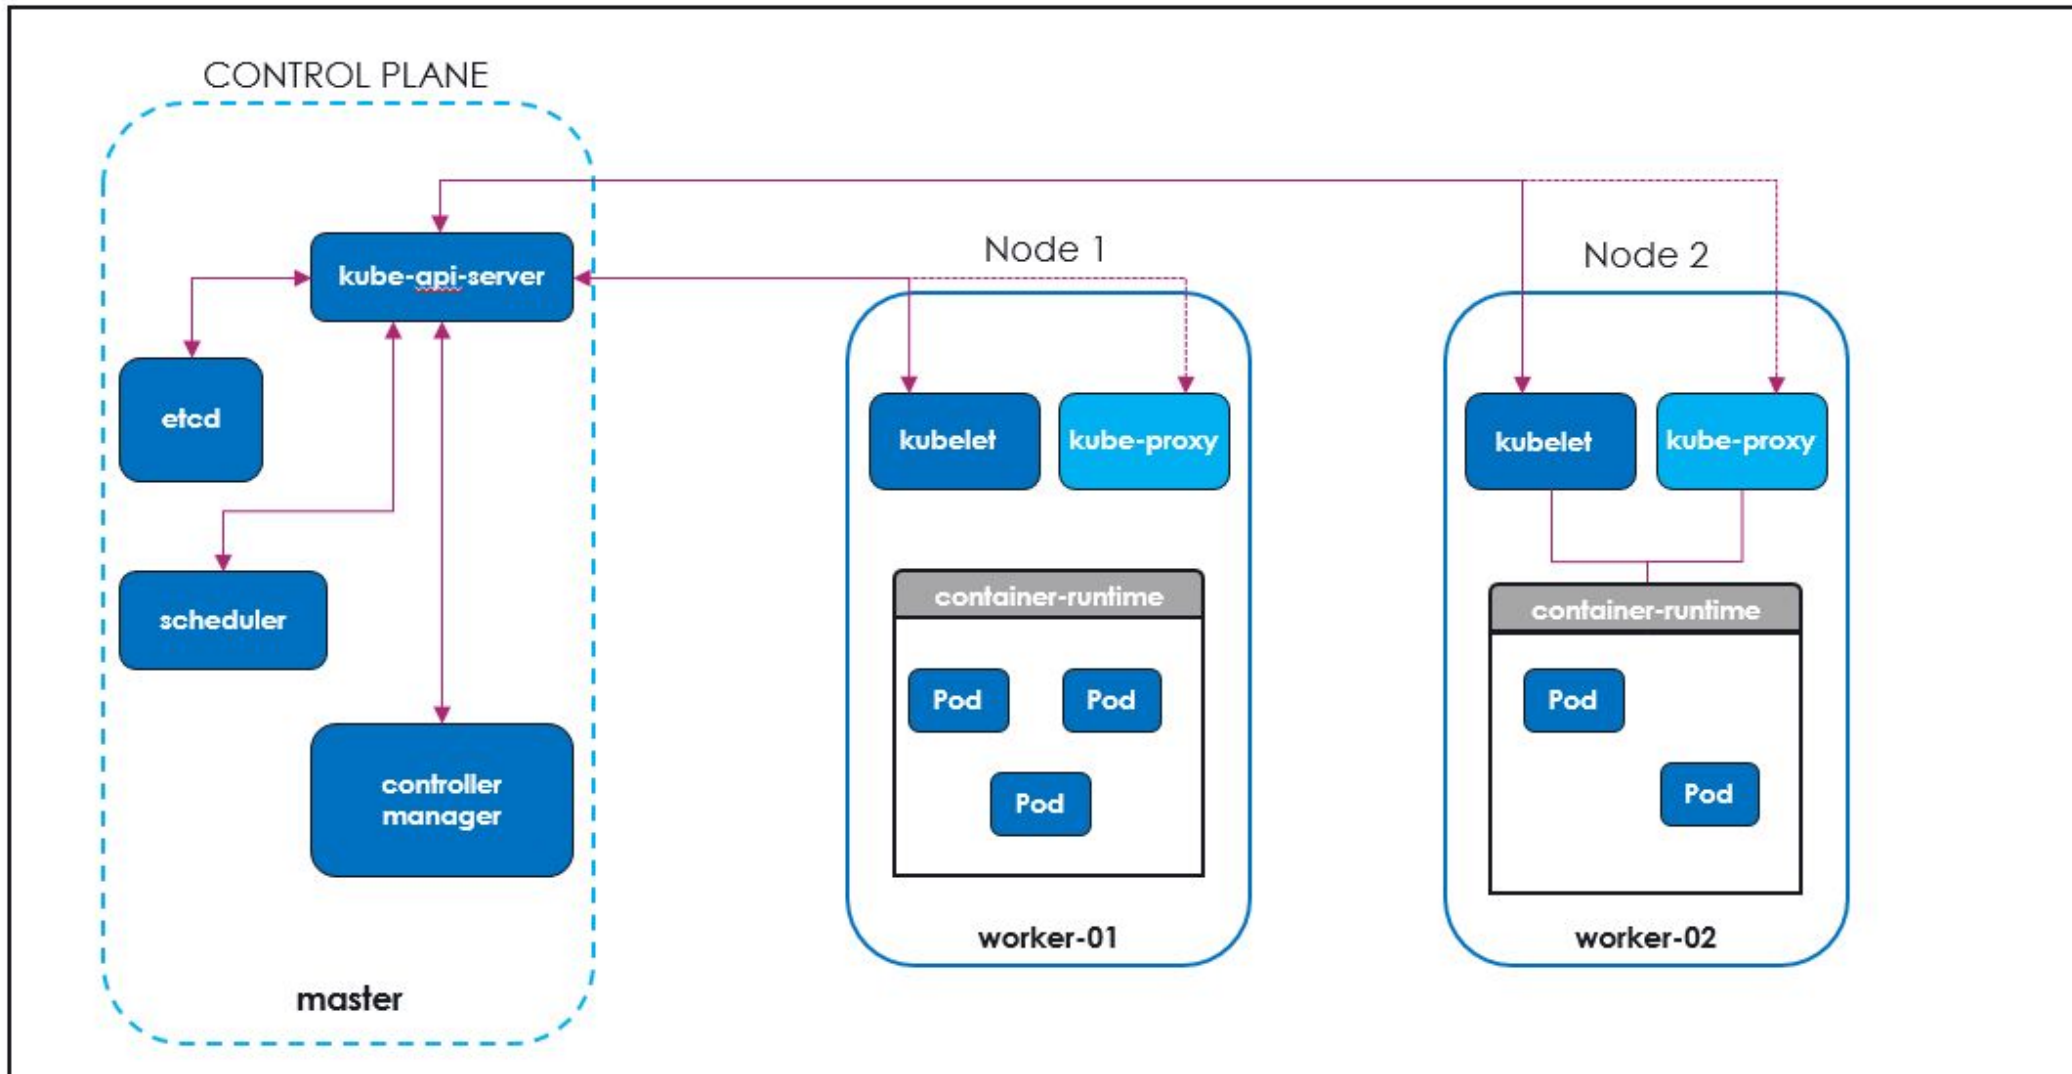 CONTROL PLANE
kube-api-server
etcd
scheduler
controller
manager
master
Node 1
kubelet
kube-proxy
container-runtime
Pod
Pod
Pod
worker-01
Node 2
kubelet
kube-proxy
container-runtime
Pod
Pod
worker-02